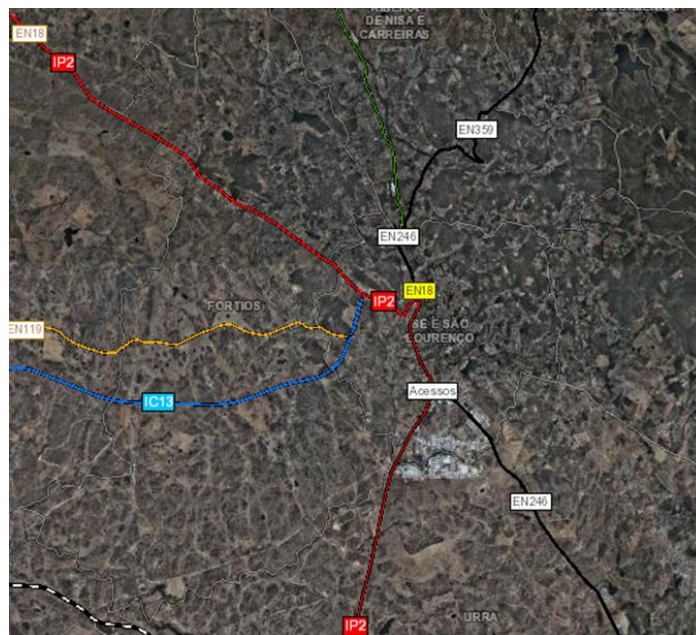 DE NISA E
CARREIRAS
EN18
IP2
EN359
EN246
EN18
IP2
FORTIOS
SÉ E SÃO
LOURENÇO
EN119
Acessos
IC13
EN246
IP2
URRA